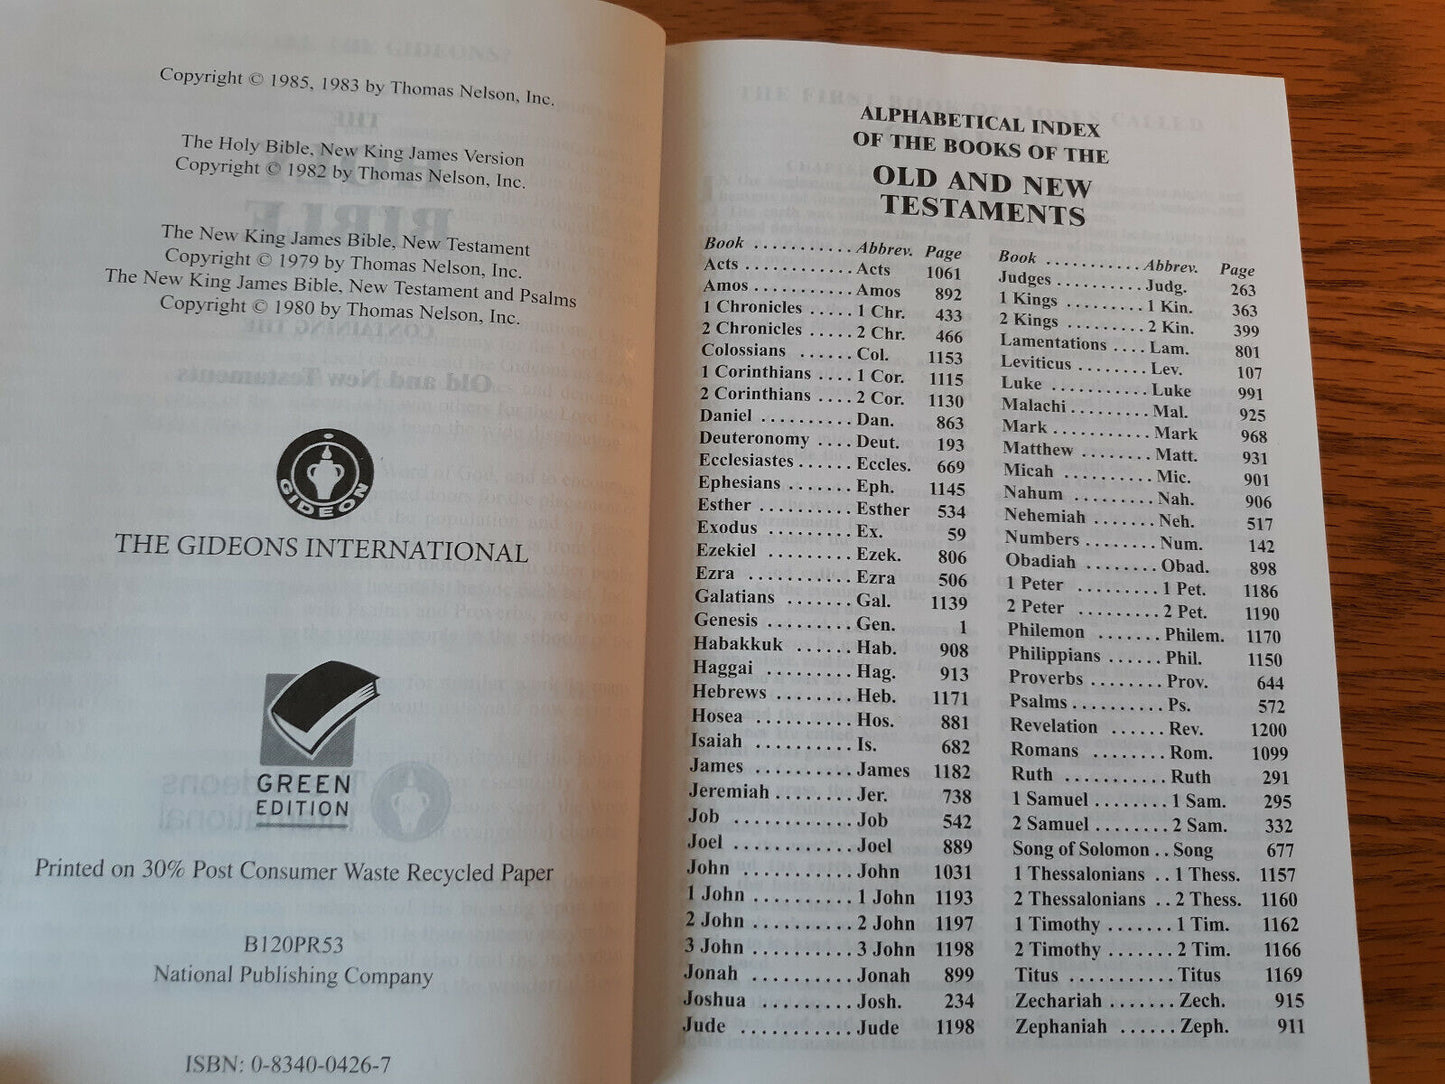 Copyright © 1985, 1983 by Thomas Nelson, Inc.
The Holy Bible, New King James Version
Copyright © 1982 by Thomas Nelson, Inc.
The New King James Bible, New Testament
Copyright © 1979 by Thomas Nelson, Inc.
The New King James Bible, New Testament and Psalms
Copyright © 1980 by Thomas Nelson, Inc.
GIDEON
THE GIDEONS INTERNATIONAL
GREEN
EDITION
Printed on 30% Post Consumer Waste Recycled Paper
B120PR53
National Publishing Company
ISBN: 0-8340-0426-7
ALPHABETICAL INDEX
OF THE BOOKS OF THE
OLD AND NEW
TESTAMENTS
Book ........... Abbrev. Page
Acts ........... Acts 1061
Amos ........... Amos 892
1 Chronicles ..... 1 Chr. 433
2 Chronicles ..... 2 Chr. 466
Colossians ...... Col. 1153
1 Corinthians .... 1 Cor. 1115
2 Corinthians .... 2 Cor. 1130
Daniel .......... Dan. 863
Deuteronomy .... Deut. 193
Ecclesiastes ...... Eccles. 669
Ephesians ....... Eph. 1145
Esther .......... Esther 534
Exodus .......... Ex. 59
Ezekiel .......... Ezek. 806
Ezra ........... Ezra 506
Galatians ....... Gal. 1139
Genesis ......... Gen. 1
Habakkuk ...... Hab. 908
Haggai ......... Hag. 913
Hebrews ........ Heb. 1171
Hosea .......... Hos. 881
Isaiah .......... Is. 682
James .......... James 1182
Jeremiah ........ Jer. 738
Job ............ Job 542
Joel ........... Joel 889
John ........... John 1031
1 John .......... 1 John 1193
2 John .......... 2 John 1197
3 John .......... 3 John 1198
Jonah .......... Jonah 899
Joshua ......... Josh. 234
Jude ........... Jude 1198
Book ........... Abbrev. Page
Judges .......... Judg. 263
1 Kings ......... 1 Kin. 363
2 Kings ......... 2 Kin. 399
Lamentations .... Lam. 801
Leviticus ........ Lev. 107
Luke ........... Luke 991
Malachi ......... Mal. 925
Mark ........... Mark 968
Matthew ........ Matt. 931
Micah .......... Mic. 901
Nahum ......... Nah. 906
Nehemiah ....... Neh. 517
Numbers ........ Num. 142
Obadiah ........ Obad. 898
1 Peter ......... 1 Pet. 1186
2 Peter ......... 2 Pet. 1190
Philemon ....... Philem. 1170
Philippians ...... Phil. 1150
Proverbs ........ Prov. 644
Psalms .......... Ps. 572
Revelation ...... Rev. 1200
Romans ........ Rom. 1099
Ruth ........... Ruth 291
1 Samuel ........ 1 Sam. 295
2 Samuel ........ 2 Sam. 332
Song of Solomon .. Song 677
1 Thessalonians .. 1 Thess. 1157
2 Thessalonians .. 2 Thess. 1160
1 Timothy ....... 1 Tim. 1162
2 Timothy ....... 2 Tim. 1166
Titus ........... Titus 1169
Zechariah ....... Zech. 915
Zephaniah ...... Zeph. 911